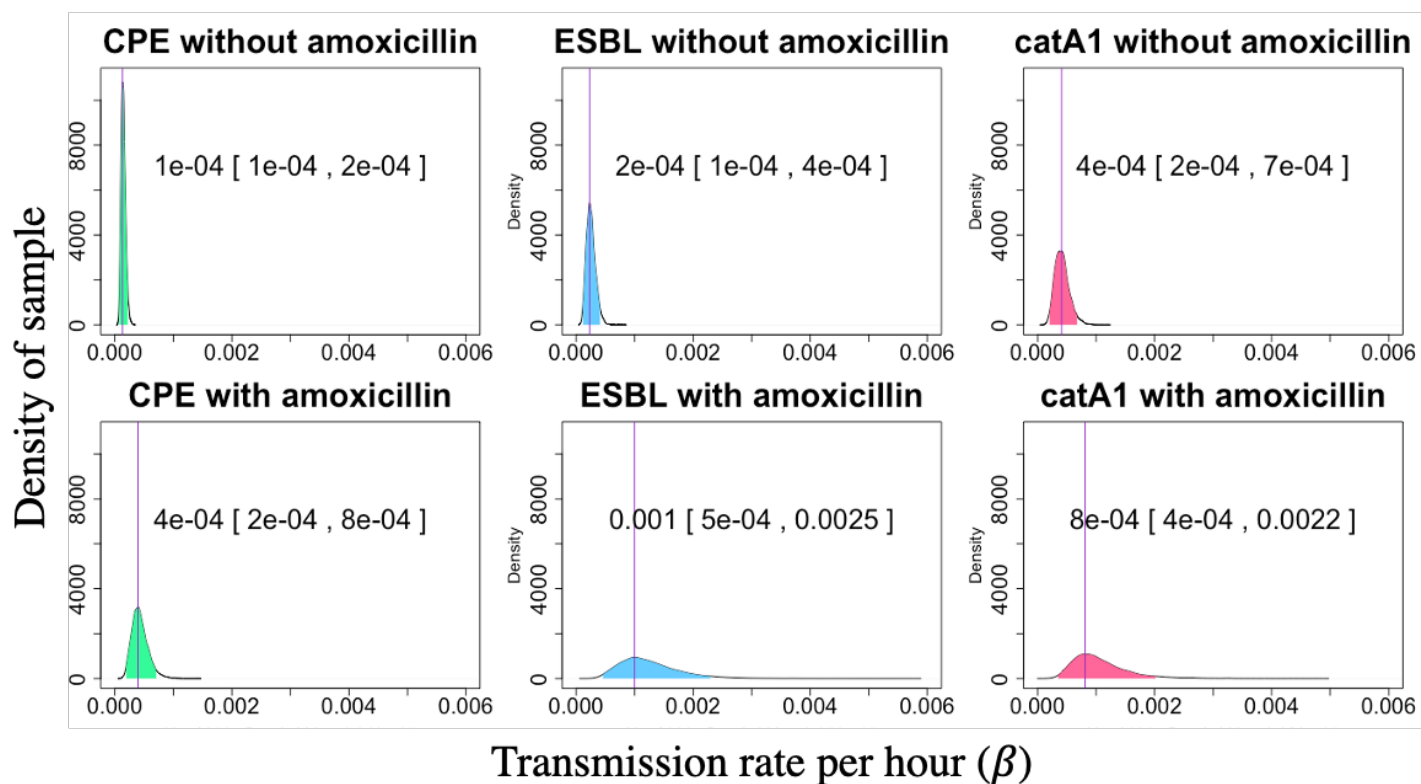 CPE without amoxicillin
ESBL without amoxicillin
catA1 without amoxicillin
Density of sample
8000
4000
0
1e-04 [ 1e-04 , 2e-04 ]
0.000
0.002
0.004
0.006
Density
8000
4000
0
2e-04 [ 1e-04 , 4e-04 ]
0.000
0.002
0.004
0.006
Density
8000
4000
0
4e-04 [ 2e-04 , 7e-04 ]
0.000
0.002
0.004
0.006
CPE with amoxicillin
ESBL with amoxicillin
catA1 with amoxicillin
8000
4000
0
4e-04 [ 2e-04 , 8e-04 ]
0.000
0.002
0.004
0.006
Density
8000
4000
0
0.001 [ 5e-04 , 0.0025 ]
0.000
0.002
0.004
0.006
Density
8000
4000
0
8e-04 [ 4e-04 , 0.0022 ]
0.000
0.002
0.004
0.006
Transmission rate per hour (β)